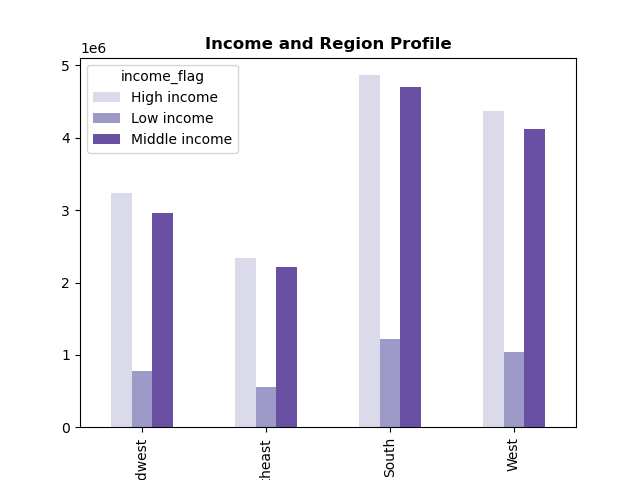 Income and Region Profile
1e6
income_flag
High income
Low income
Middle income
5
4
3
2
1
0
dwest
heast
South
West